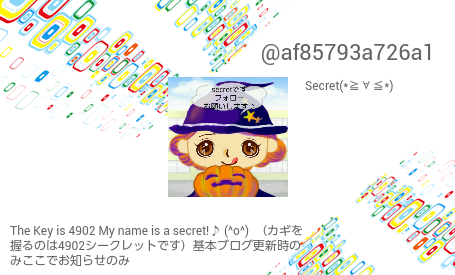 @af85793a726a1
Secret(*≧∀≦*)
secretです
フォロー
お願いします♪
The Key is 4902 My name is a secret!♪ (^o^) （カギを
握るのは4902シークレットです）基本ブログ更新時の
みここでお知らせのみ